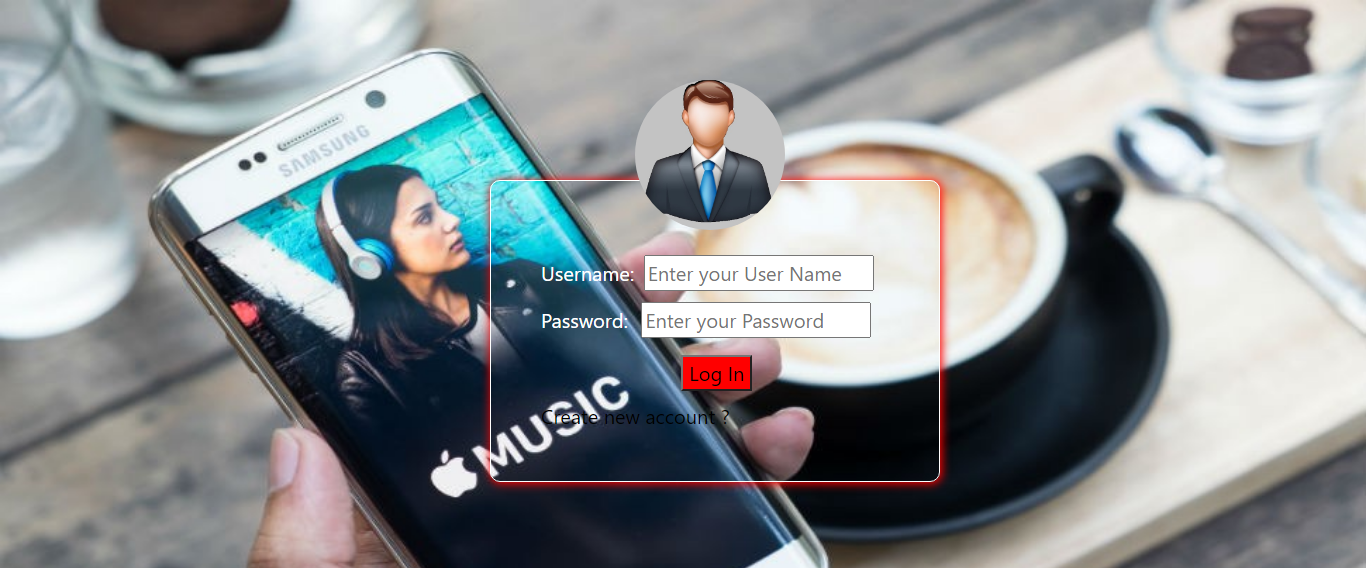 SAMSUNG
Username: Enter your User Name
Password: Enter your Password
Log In
Create new account ?
MUSIC